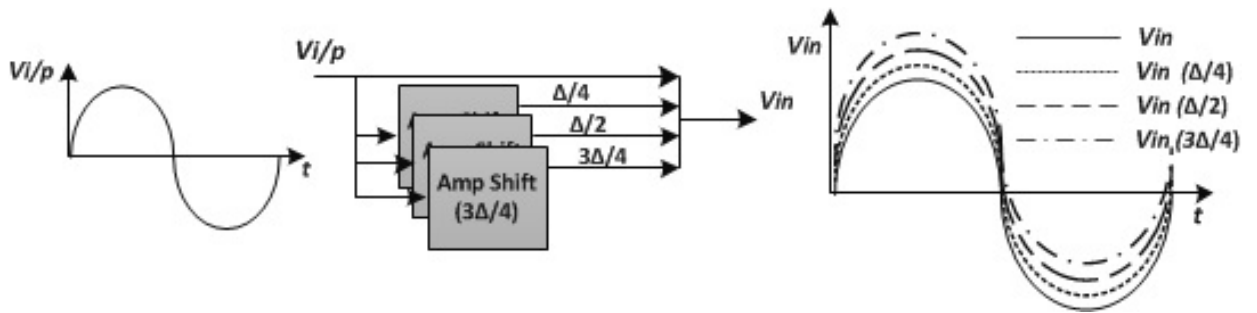 Vi/p
t
Vi/p
Δ/4
Δ/2
3Δ/4
Amp Shift
(3Δ/4)
Vin
Vin
t
Vin
Vin (Δ/4)
Vin (Δ/2)
Vin (3Δ/4)